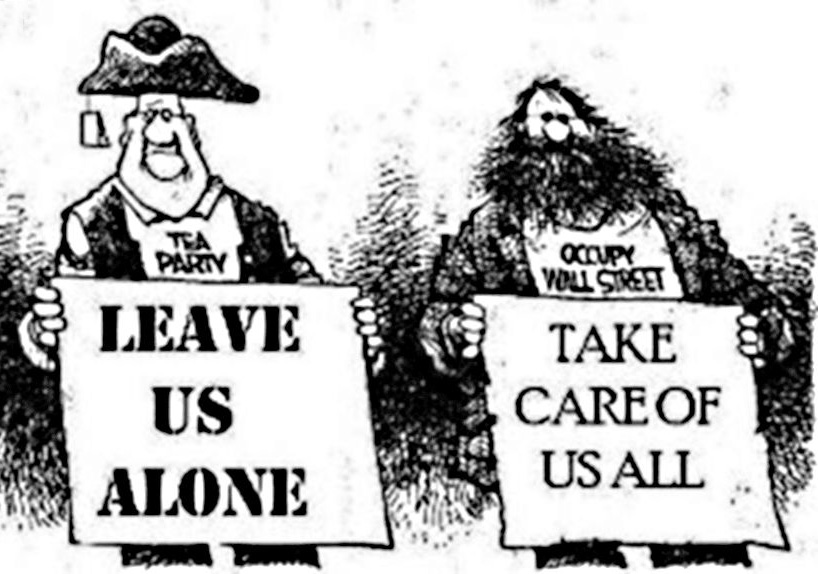 TEA
PARTY
LEAVE
US
ALONE
OCCUPY
WALL STREET
TAKE
CARE OF
US ALL